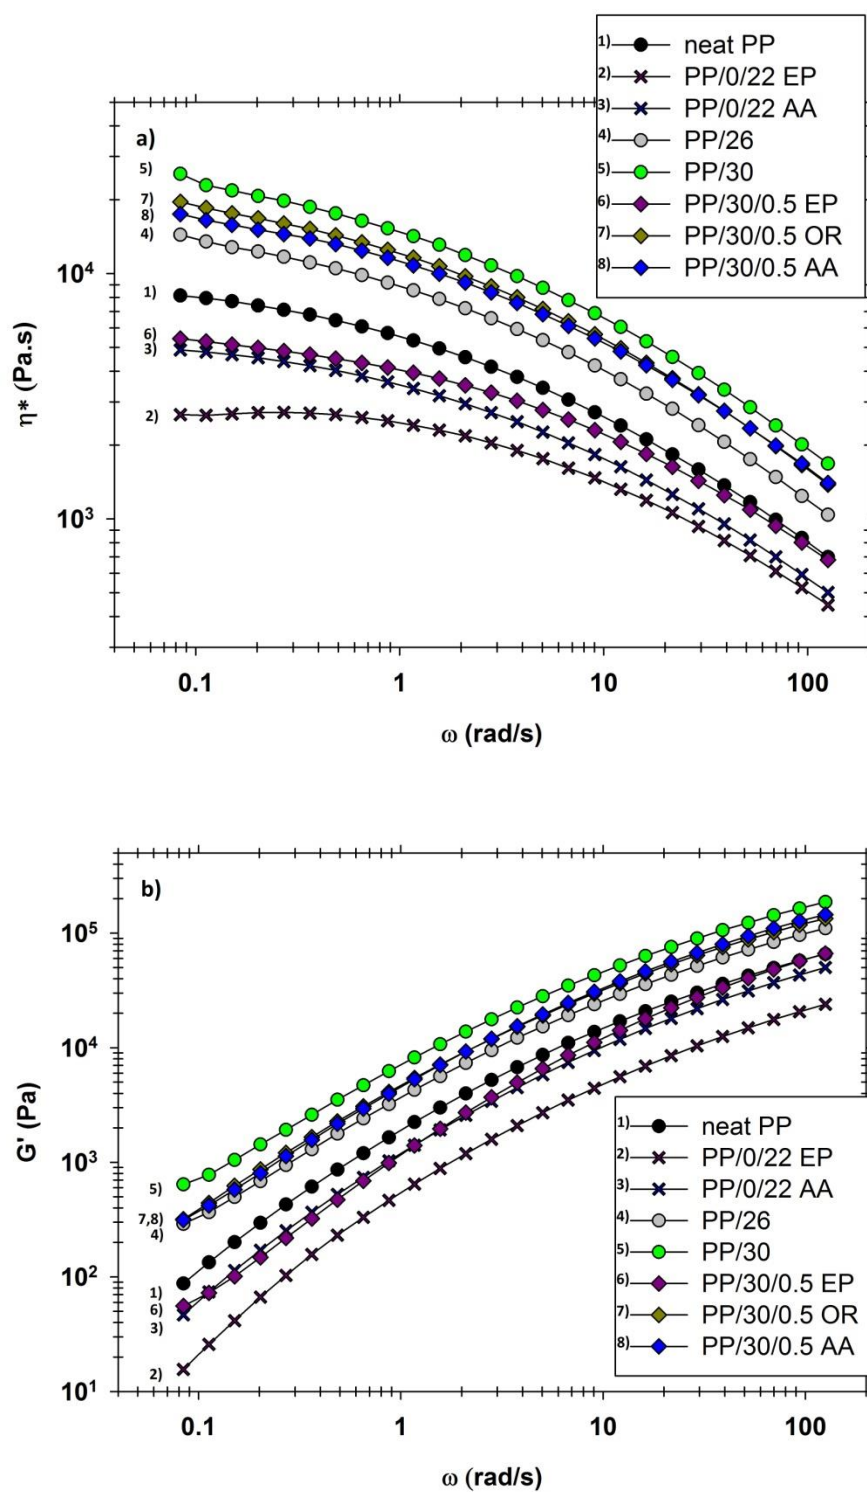 1) neat PP
2) PP/0/22 EP
3) PP/0/22 AA
4) PP/26
5) PP/30
6) PP/30/0.5 EP
7) PP/30/0.5 OR
8) PP/30/0.5 AA
a)
5)
7)
8)
4)
1)
6)
3)
2)
10⁴
10³
η* (Pa.s)
0.1 1 10 100
ω (rad/s)
b)
10⁵
10⁴
10³
10²
10¹
G' (Pa)
5)
7,8)
4)
1)
6)
3)
2)
1) neat PP
2) PP/0/22 EP
3) PP/0/22 AA
4) PP/26
5) PP/30
6) PP/30/0.5 EP
7) PP/30/0.5 OR
8) PP/30/0.5 AA
0.1 1 10 100
ω (rad/s)